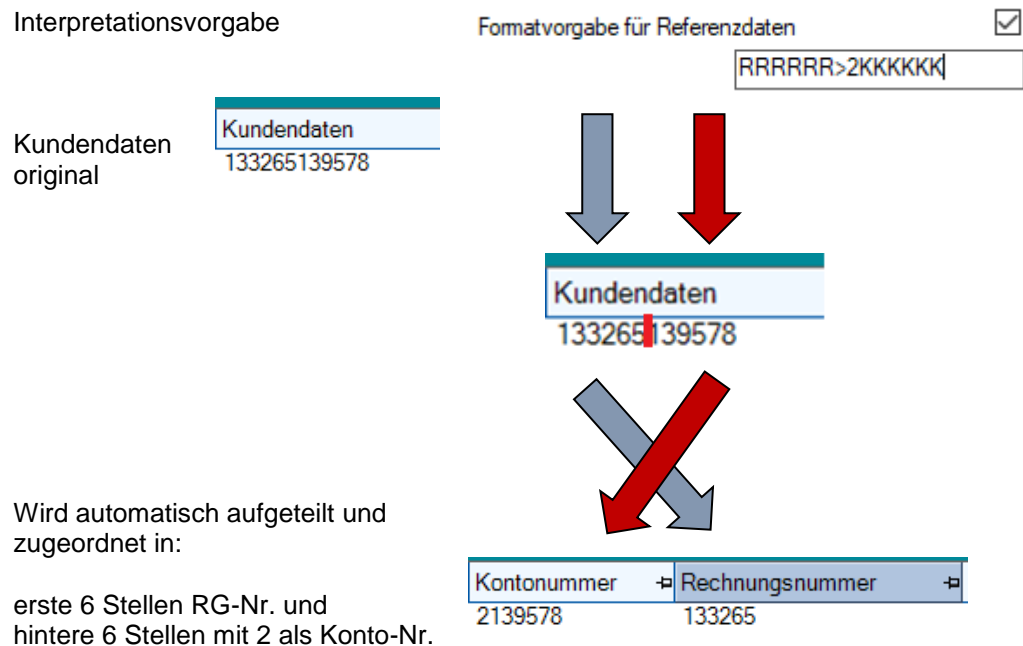 Interpretationsvorgabe
Formatvorgabe für Referenzdaten
RRRRRR>2KKKKKK
Kundendaten
original
Kundendaten
133265139578
Kundendaten
133265139578
Wird automatisch aufgeteilt und
zugeordnet in:
erste 6 Stellen RG-Nr. und
hintere 6 Stellen mit 2 als Konto-Nr.
Kontonummer Rechnungsnummer
2139578 133265